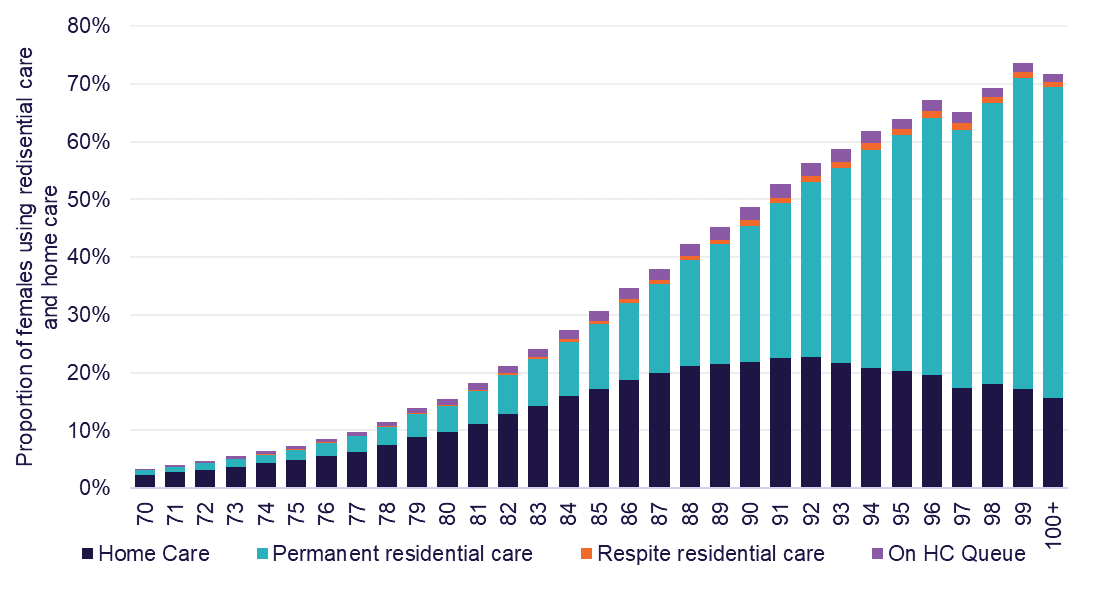 80%
70%
60%
50%
40%
30%
20%
10%
0%
Proportion of females using redisential care
and home care
70 71 72 73 74 75 76 77 78 79 80 81 82 83 84 85 86 87 88 89 90 91 92 93 94 95 96 97 98 99 100+
Home Care Permanent residential care Respite residential care On HC Queue